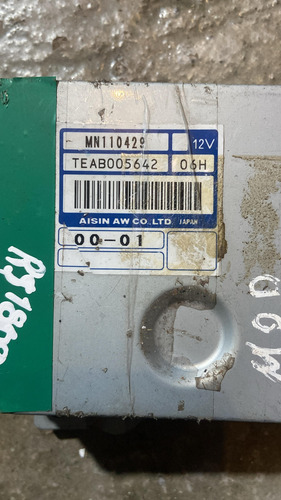 MN110429 12V
TEAB005642 06H
AISIN AW CO.,LTD JAPAN
00-01